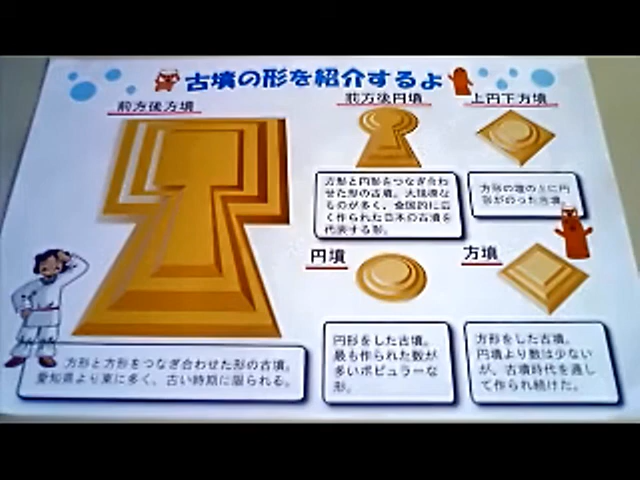 古墳の形を紹介するよ
前方後方墳
方形と方形をつなぎ合わせた形の古墳。
愛知県より東に多く、古い時期に限られる。
前方後円墳
方形と円形をつなぎ合わ
せた形の古墳。大規模な
ものが多く、全国的に広
く作られた日本の古墳を
代表する形。
上円下方墳
方形の墳の上に円
形がのった古墳。
円墳
円形をした古墳。
最も作られた数が
多いポピュラーな
形。
方墳
方形をした古墳。
円墳より数は少ない
が、古墳時代を通し
て作られ続けた。